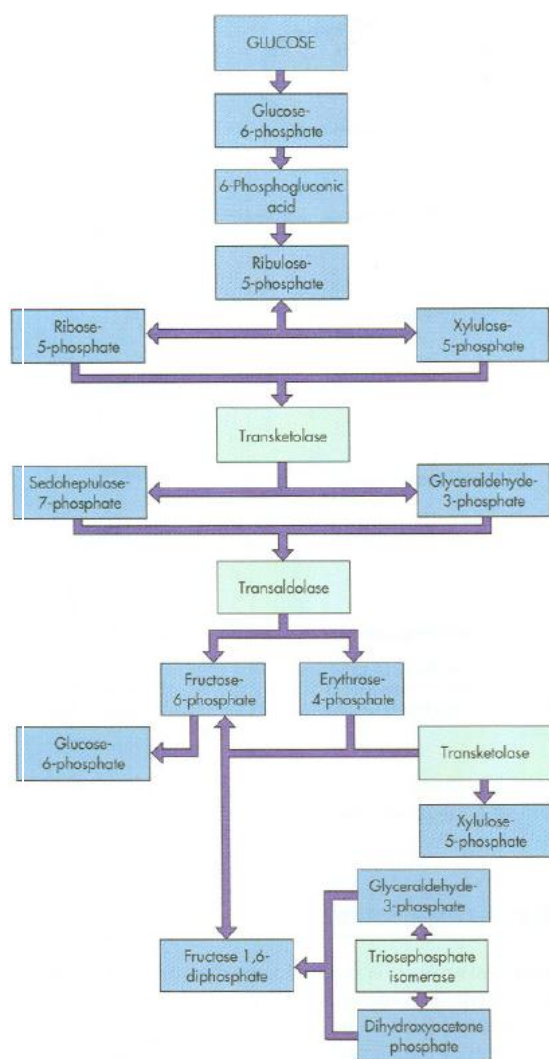 GLUCOSE
Glucose-
6-phosphate
6-Phosphogluconic
acid
Ribulose-
5-phosphate
Ribose-
5-phosphate
Xylulose-
5-phosphate
Transketolase
Sedoheptulose-
7-phosphate
Glyceraldehyde-
3-phosphate
Transaldolase
Fructose-
6-phosphate
Erythrose-
4-phosphate
Glucose-
6-phosphate
Transketolase
Xylulose-
5-phosphate
Glyceraldehyde-
3-phosphate
Fructose 1,6-
diphosphate
Triosephosphate
isomerase
Dihydroxyacetone
phosphate